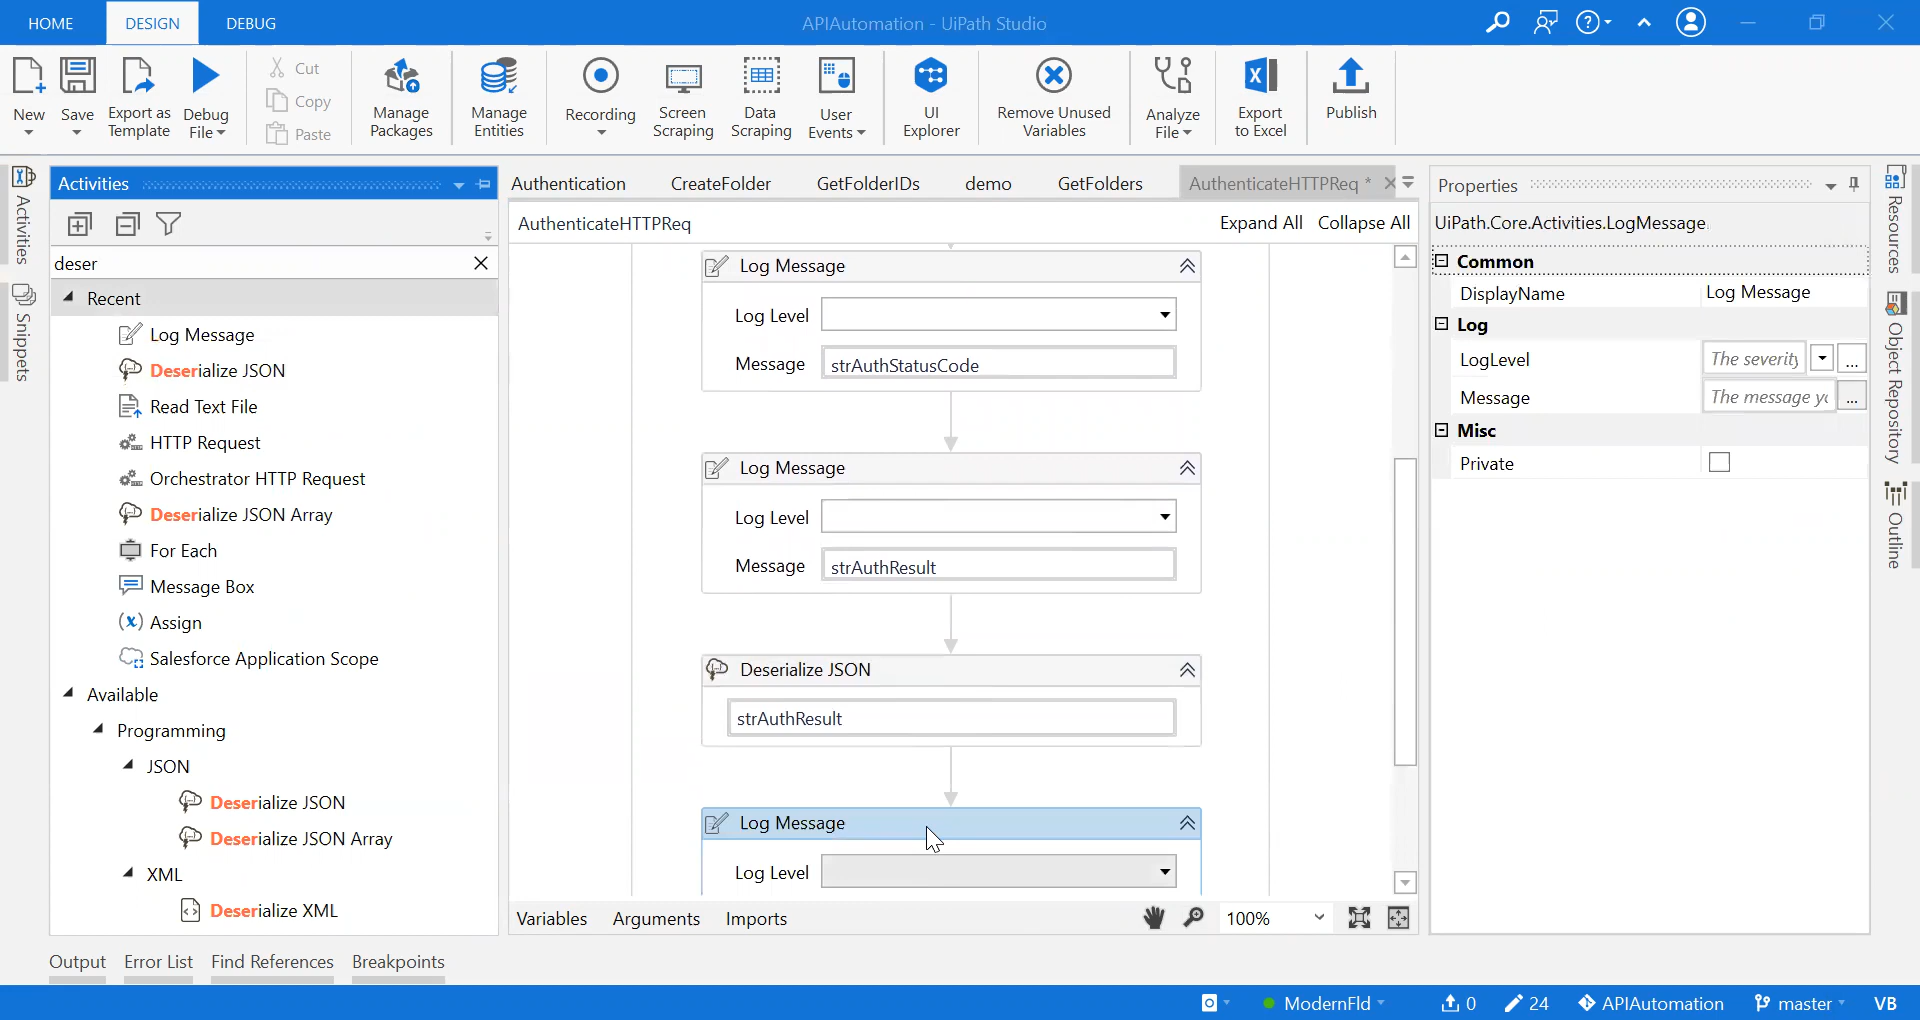 HOME
DESIGN
DEBUG
APIAutomation - UiPath Studio
New
Save
Export as Template
Debug File
Cut
Copy
Paste
Manage Packages
Manage Entities
Recording
Screen Scraping
Data Scraping
User Events
UI Explorer
Remove Unused Variables
Analyze File
Export to Excel
Publish
Activities
Snippets
Activities
deser
Recent
Log Message
Deserialize JSON
Read Text File
HTTP Request
Orchestrator HTTP Request
Deserialize JSON Array
For Each
Message Box
Assign
Salesforce Application Scope
Available
Programming
JSON
Deserialize JSON
Deserialize JSON Array
XML
Deserialize XML
Authentication
CreateFolder
GetFolderIDs
demo
GetFolders
AuthenticateHTTPReq *
AuthenticateHTTPReq
Expand All
Collapse All
Log Message
Log Level
Message strAuthStatusCode
Log Message
Log Level
Message strAuthResult
Deserialize JSON
strAuthResult
Log Message
Log Level
Variables
Arguments
Imports
100%
Properties
UiPath.Core.Activities.LogMessage
Common
DisplayName Log Message
Log
LogLevel The severity ...
Message The message yo ...
Misc
Private
Resources
Object Repository
Outline
Output
Error List
Find References
Breakpoints
ModernFld
0
24
APIAutomation
master
VB